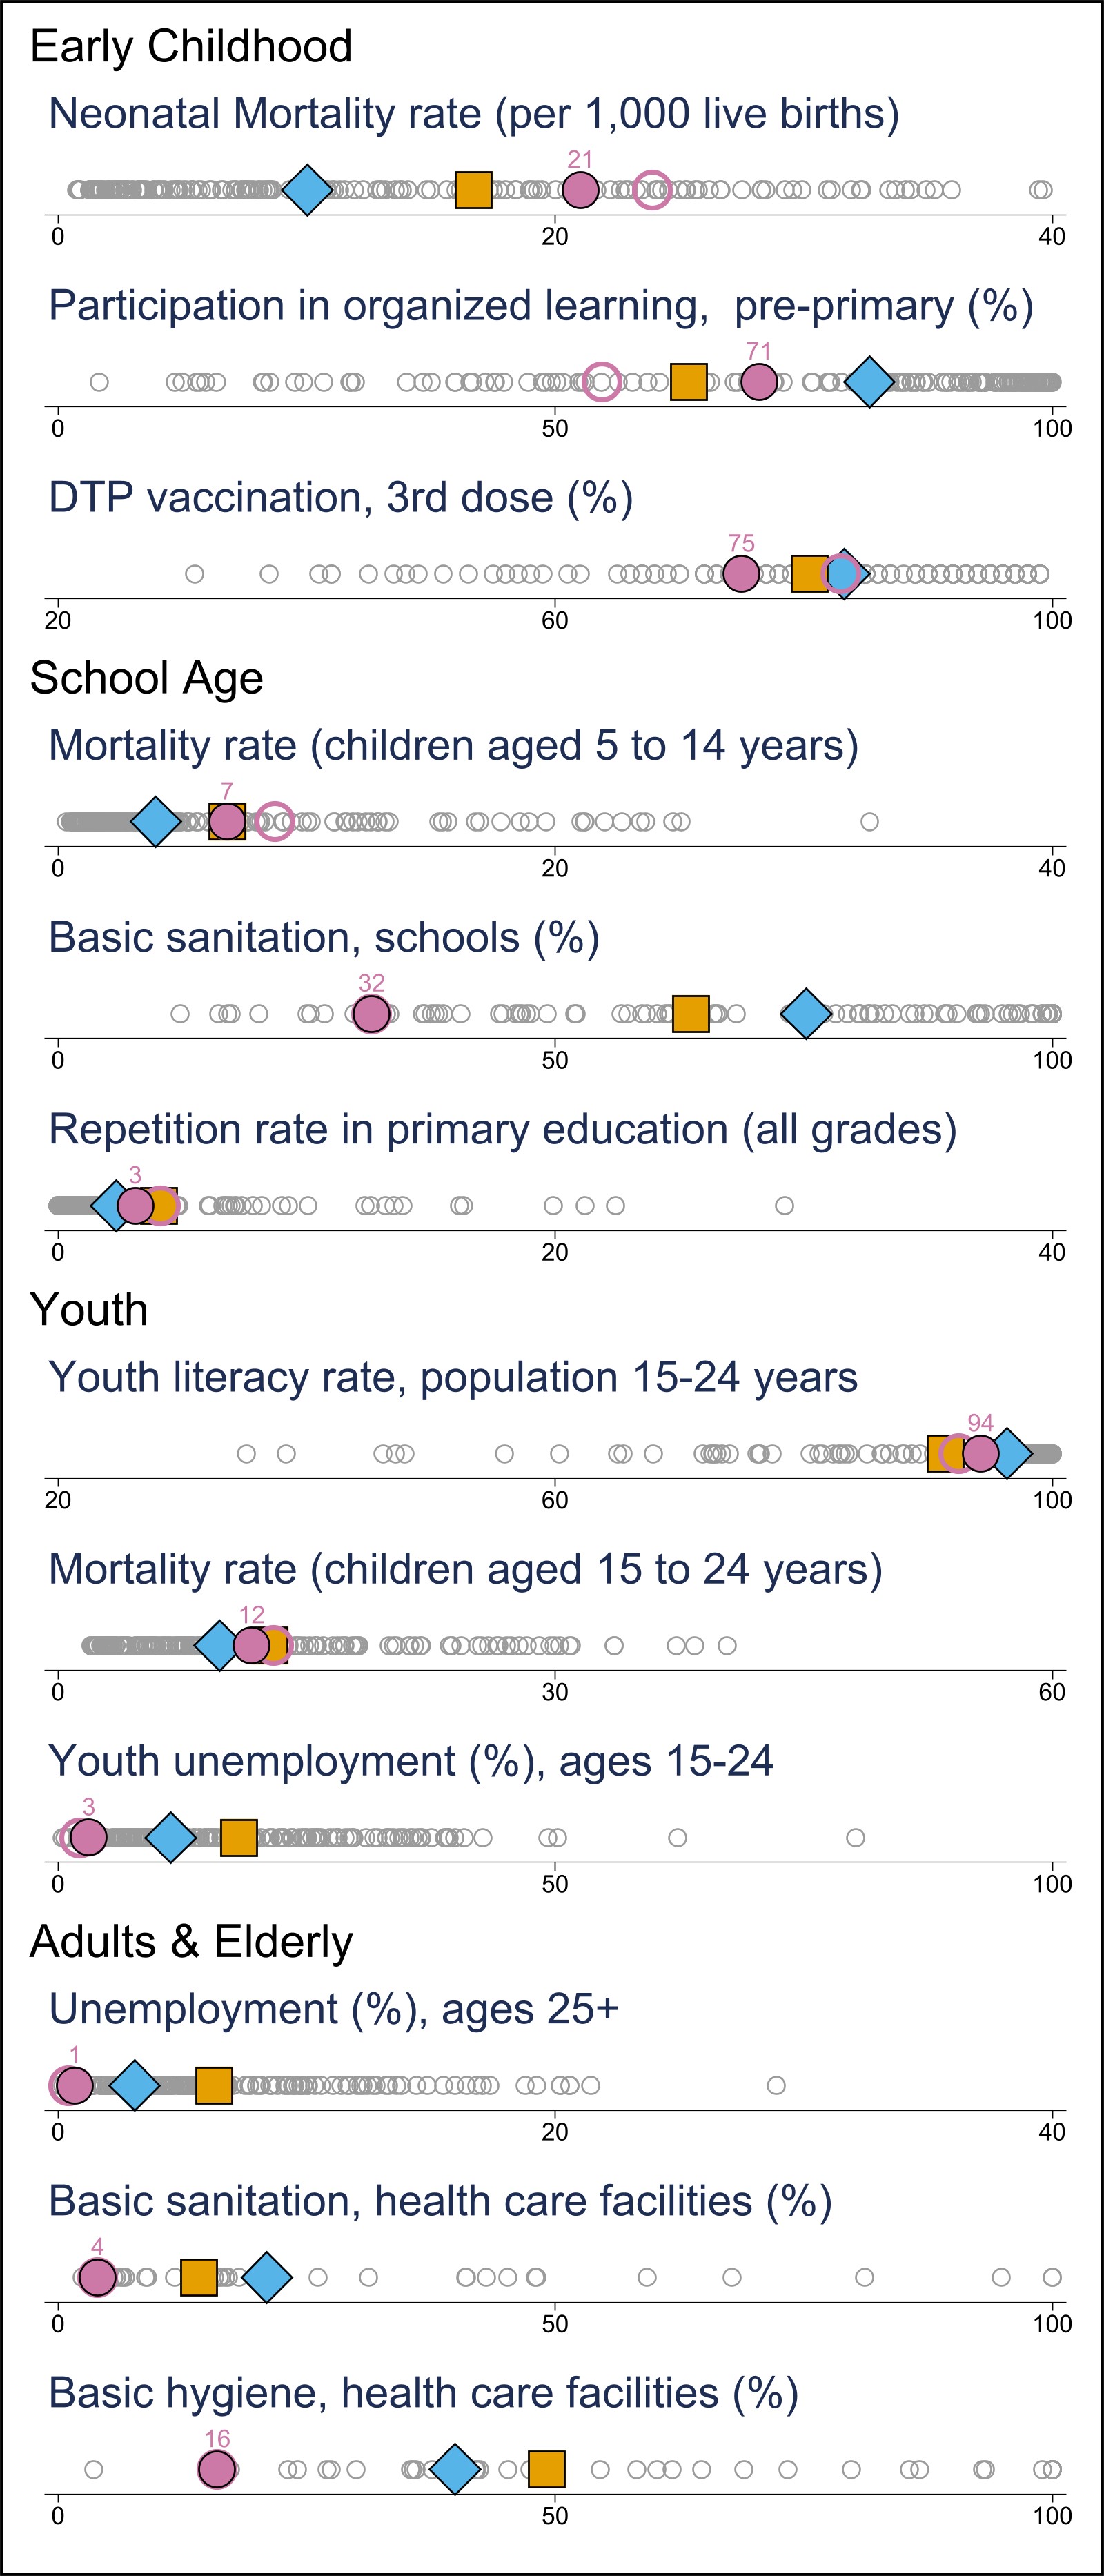 Early Childhood
Neonatal Mortality rate (per 1,000 live births)
21
0 20 40
Participation in organized learning,  pre-primary (%)
71
0 50 100
DTP vaccination, 3rd dose (%)
75
20 60 100
School Age
Mortality rate (children aged 5 to 14 years)
7
0 20 40
Basic sanitation, schools (%)
32
0 50 100
Repetition rate in primary education (all grades)
3
0 20 40
Youth
Youth literacy rate, population 15-24 years
94
20 60 100
Mortality rate (children aged 15 to 24 years)
12
0 30 60
Youth unemployment (%), ages 15-24
3
0 50 100
Adults & Elderly
Unemployment (%), ages 25+
1
0 20 40
Basic sanitation, health care facilities (%)
4
0 50 100
Basic hygiene, health care facilities (%)
16
0 50 100